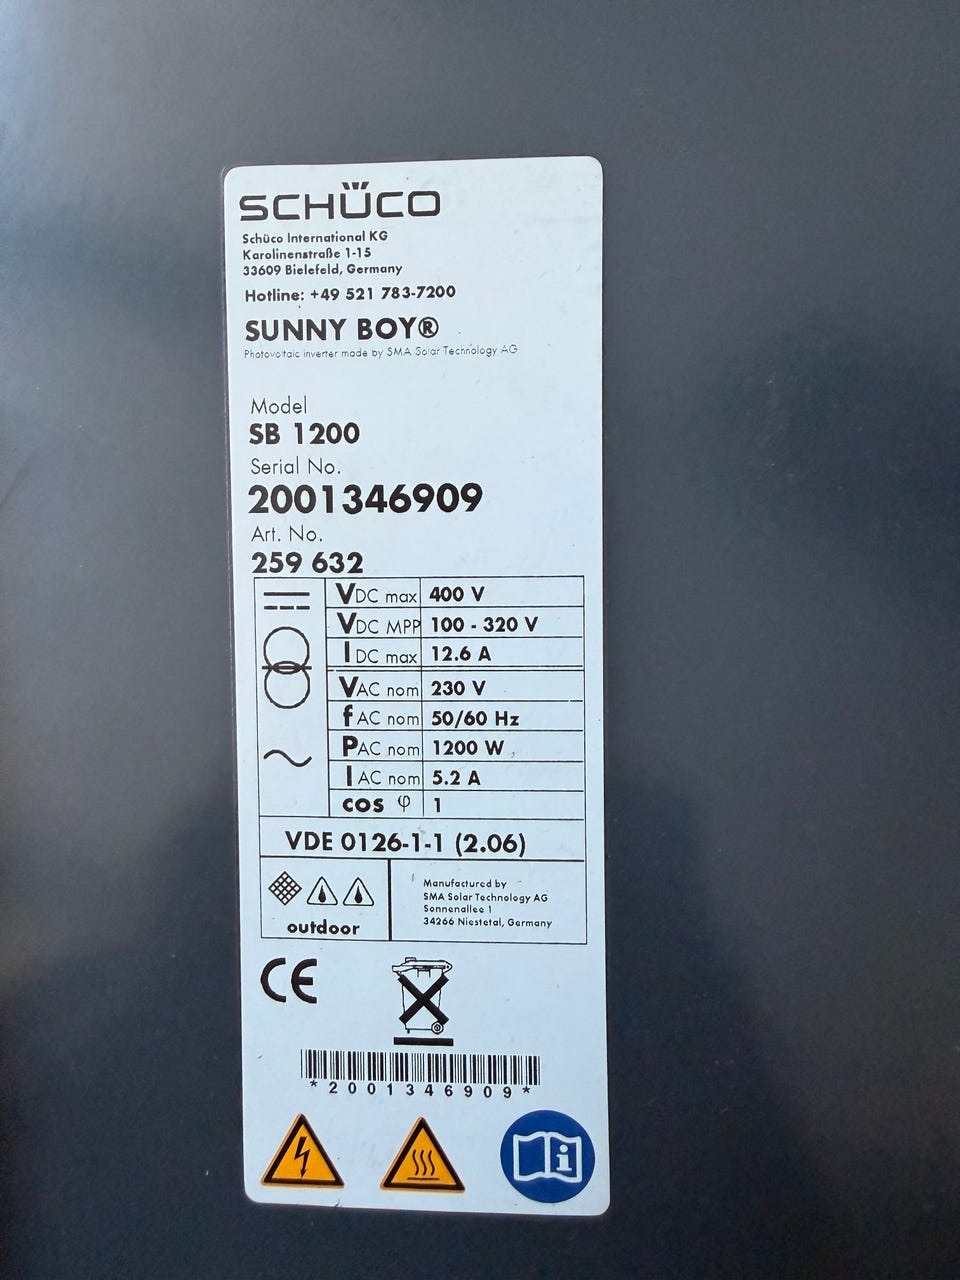 SCHÜCO
Schüco International KG
Karolinenstraße 1-15
33609 Bielefeld, Germany
Hotline: +49 521 783-7200
SUNNY BOY®
Photovoltaic inverter made by SMA Solar Technology AG
Model
SB 1200
Serial No.
2001346909
Art. No.
259 632
VDC max 400 V
VDC MPP 100 - 320 V
IDC max 12.6 A
VAC nom 230 V
fAC nom 50/60 Hz
PAC nom 1200 W
IAC nom 5.2 A
cos φ 1
VDE 0126-1-1 (2.06)
outdoor
Manufactured by
SMA Solar Technology AG
Sonnenallee 1
34266 Niestetal, Germany
CE
*2001346909*
i